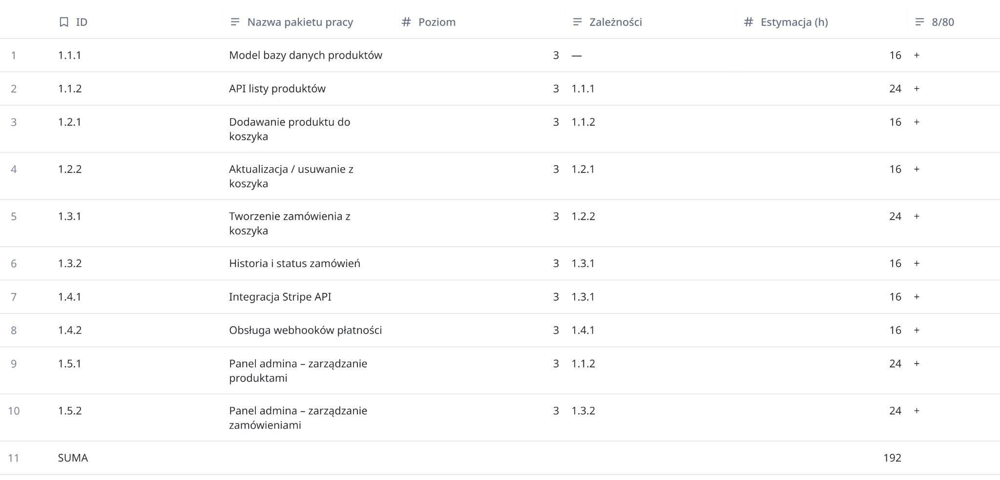 ID Nazwa pakietu pracy # Poziom Zależności # Estymacja (h) 8/80
1 1.1.1 Model bazy danych produktów 3 — 16 +
2 1.1.2 API listy produktów 3 1.1.1 24 +
3 1.2.1 Dodawanie produktu do 3 1.1.2 16 +
koszyka
4 1.2.2 Aktualizacja / usuwanie z 3 1.2.1 16 +
koszyka
5 1.3.1 Tworzenie zamówienia z 3 1.2.2 24 +
koszyka
6 1.3.2 Historia i status zamówień 3 1.3.1 16 +
7 1.4.1 Integracja Stripe API 3 1.3.1 16 +
8 1.4.2 Obsługa webhooków płatności 3 1.4.1 16 +
9 1.5.1 Panel admina – zarządzanie 3 1.1.2 24 +
produktami
10 1.5.2 Panel admina – zarządzanie 3 1.3.2 24 +
zamówieniami
11 SUMA 192